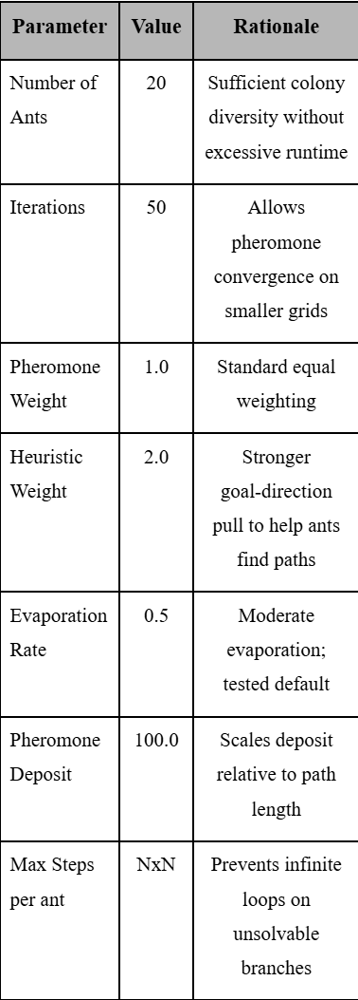 Parameter Value Rationale
Number of 20 Sufficient colony
Ants diversity without
excessive runtime
Iterations 50 Allows
pheromone
convergence on
smaller grids
Pheromone 1.0 Standard equal
Weight weighting
Heuristic 2.0 Stronger
Weight goal-direction
pull to help ants
find paths
Evaporation 0.5 Moderate
Rate evaporation;
tested default
Pheromone 100.0 Scales deposit
Deposit relative to path
length
Max Steps NxN Prevents infinite
per ant loops on
unsolvable
branches